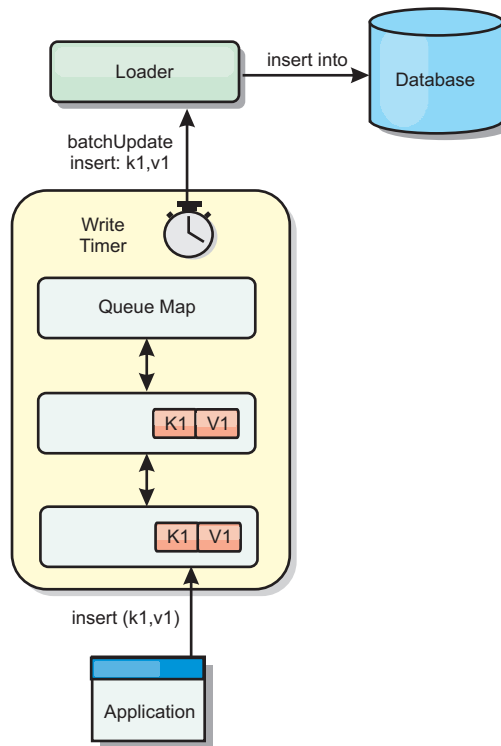 Loader
insert into
Database
batchUpdate
insert: k1,v1
Write
Timer
Queue Map
K1 V1
K1 V1
insert (k1,v1)
Application